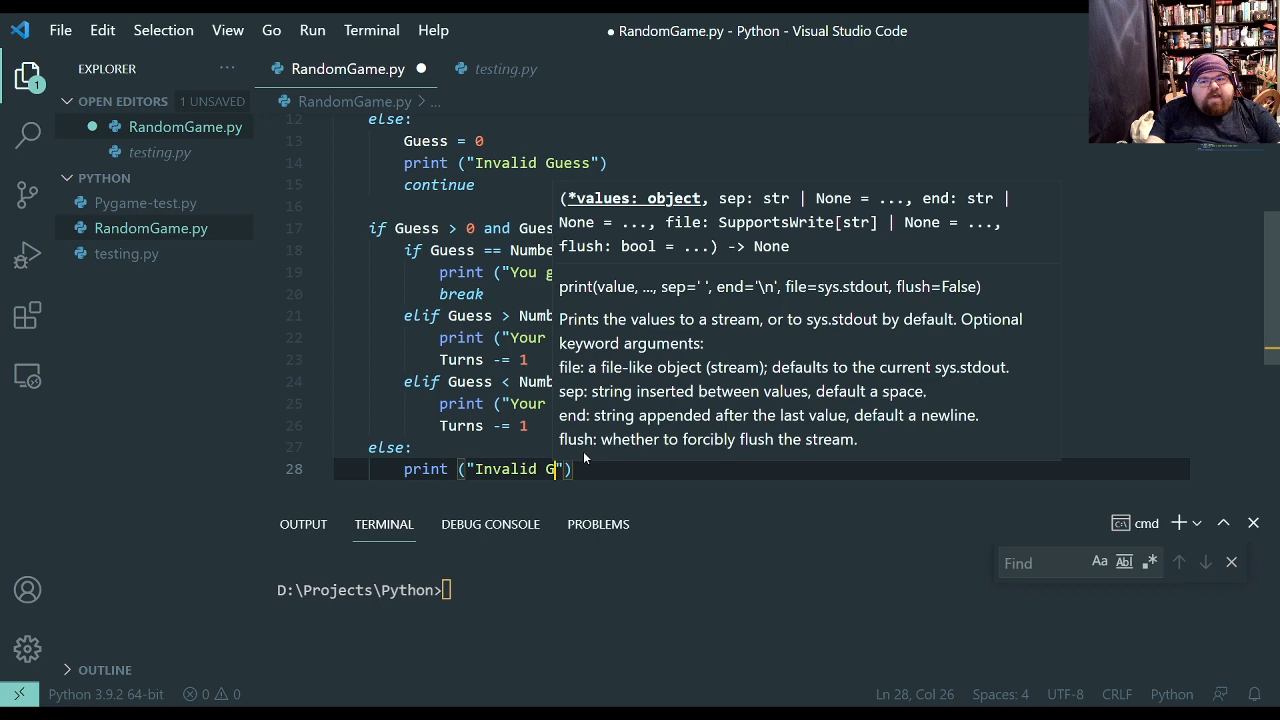 File Edit Selection View Go Run Terminal Help
● RandomGame.py - Python - Visual Studio Code
EXPLORER ...
RandomGame.py ●
testing.py
OPEN EDITORS 1 UNSAVED
RandomGame.py > ...
RandomGame.py
testing.py
PYTHON
Pygame-test.py
RandomGame.py
testing.py
1
12 else:
13 Guess = 0
14 print ("Invalid Guess")
15 continue
16
17 if Guess > 0 and Gues
18 if Guess == Numbe
19 print ("You g
20 break
21 elif Guess > Numb
22 print ("Your
23 Turns -= 1
24 elif Guess < Numb
25 print ("Your
26 Turns -= 1
27 else:
28 print ("Invalid G")
(*values: object, sep: str | None = ..., end: str |
None = ..., file: SupportsWrite[str] | None = ...,
flush: bool = ...) -> None
print(value, ..., sep=' ', end='\n', file=sys.stdout, flush=False)
Prints the values to a stream, or to sys.stdout by default. Optional
keyword arguments:
file: a file-like object (stream); defaults to the current sys.stdout.
sep: string inserted between values, default a space.
end: string appended after the last value, default a newline.
flush: whether to forcibly flush the stream.
OUTPUT TERMINAL DEBUG CONSOLE PROBLEMS
cmd
Find Aa Abl .*
D:\Projects\Python>
OUTLINE
Python 3.9.2 64-bit 0 0
Ln 28, Col 26 Spaces: 4 UTF-8 CRLF Python